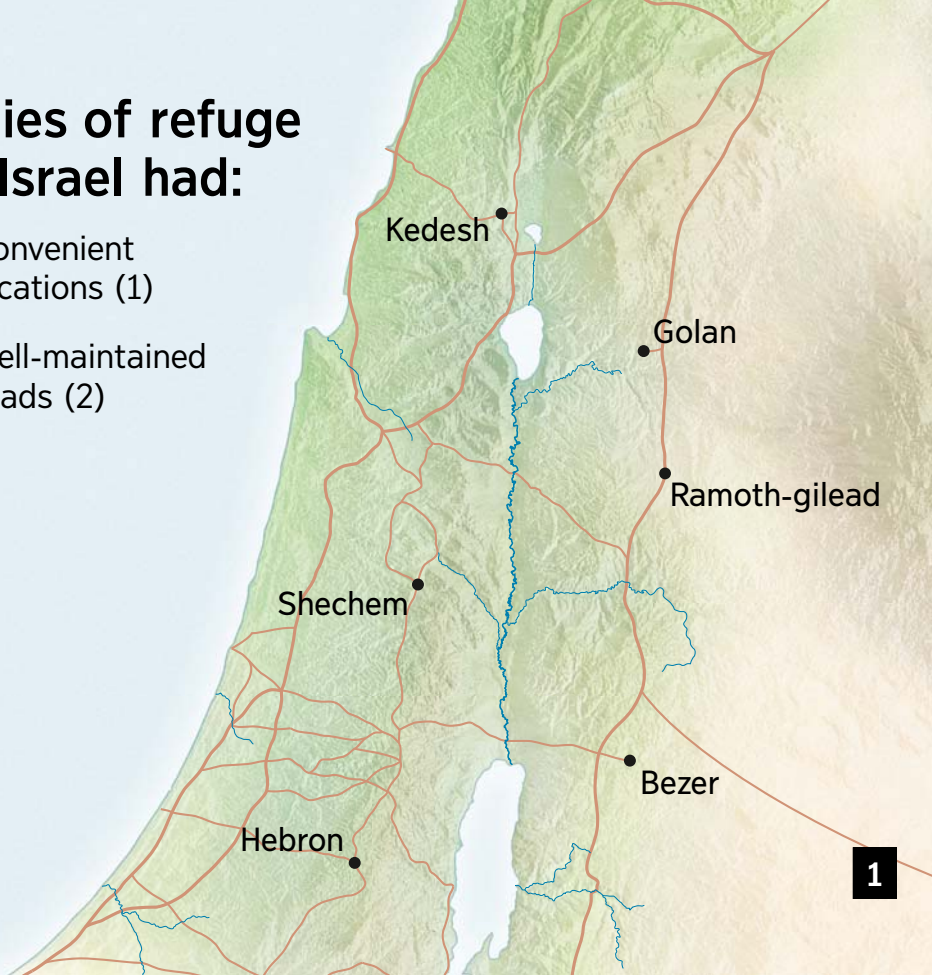 ies of refuge
Israel had:
onvenient
cations (1)
ell-maintained
ads (2)
Kedesh
Golan
Ramoth-gilead
Shechem
Bezer
Hebron
1